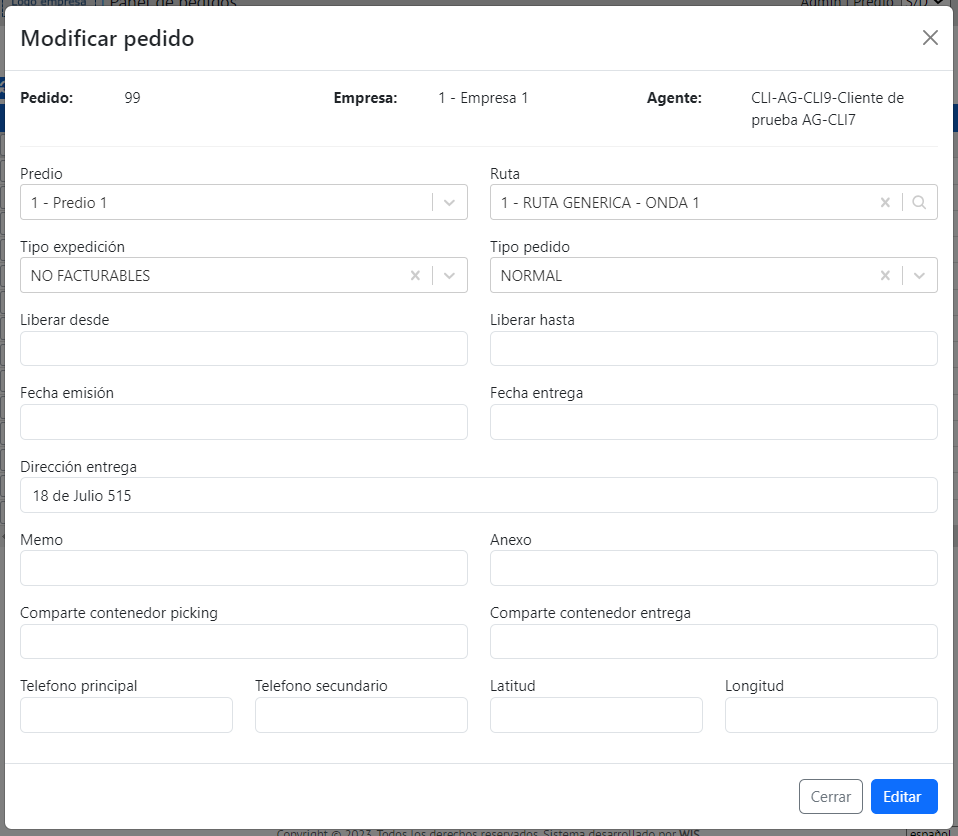 Logo empresa Panel de pedidos Admin | Predio S/D
Modificar pedido
Pedido: 99 Empresa: 1 - Empresa 1 Agente: CLI-AG-CLI9-Cliente de
prueba AG-CLI7
Predio Ruta
1 - Predio 1 1 - RUTA GENERICA - ONDA 1
Tipo expedición Tipo pedido
NO FACTURABLES NORMAL
Liberar desde Liberar hasta
Fecha emisión Fecha entrega
Dirección entrega
18 de Julio 515
Memo Anexo
Comparte contenedor picking Comparte contenedor entrega
Telefono principal Telefono secundario Latitud Longitud
Cerrar Editar
Copyright © 2023. Todos los derechos reservados. Sistema desarrollado por WIS español